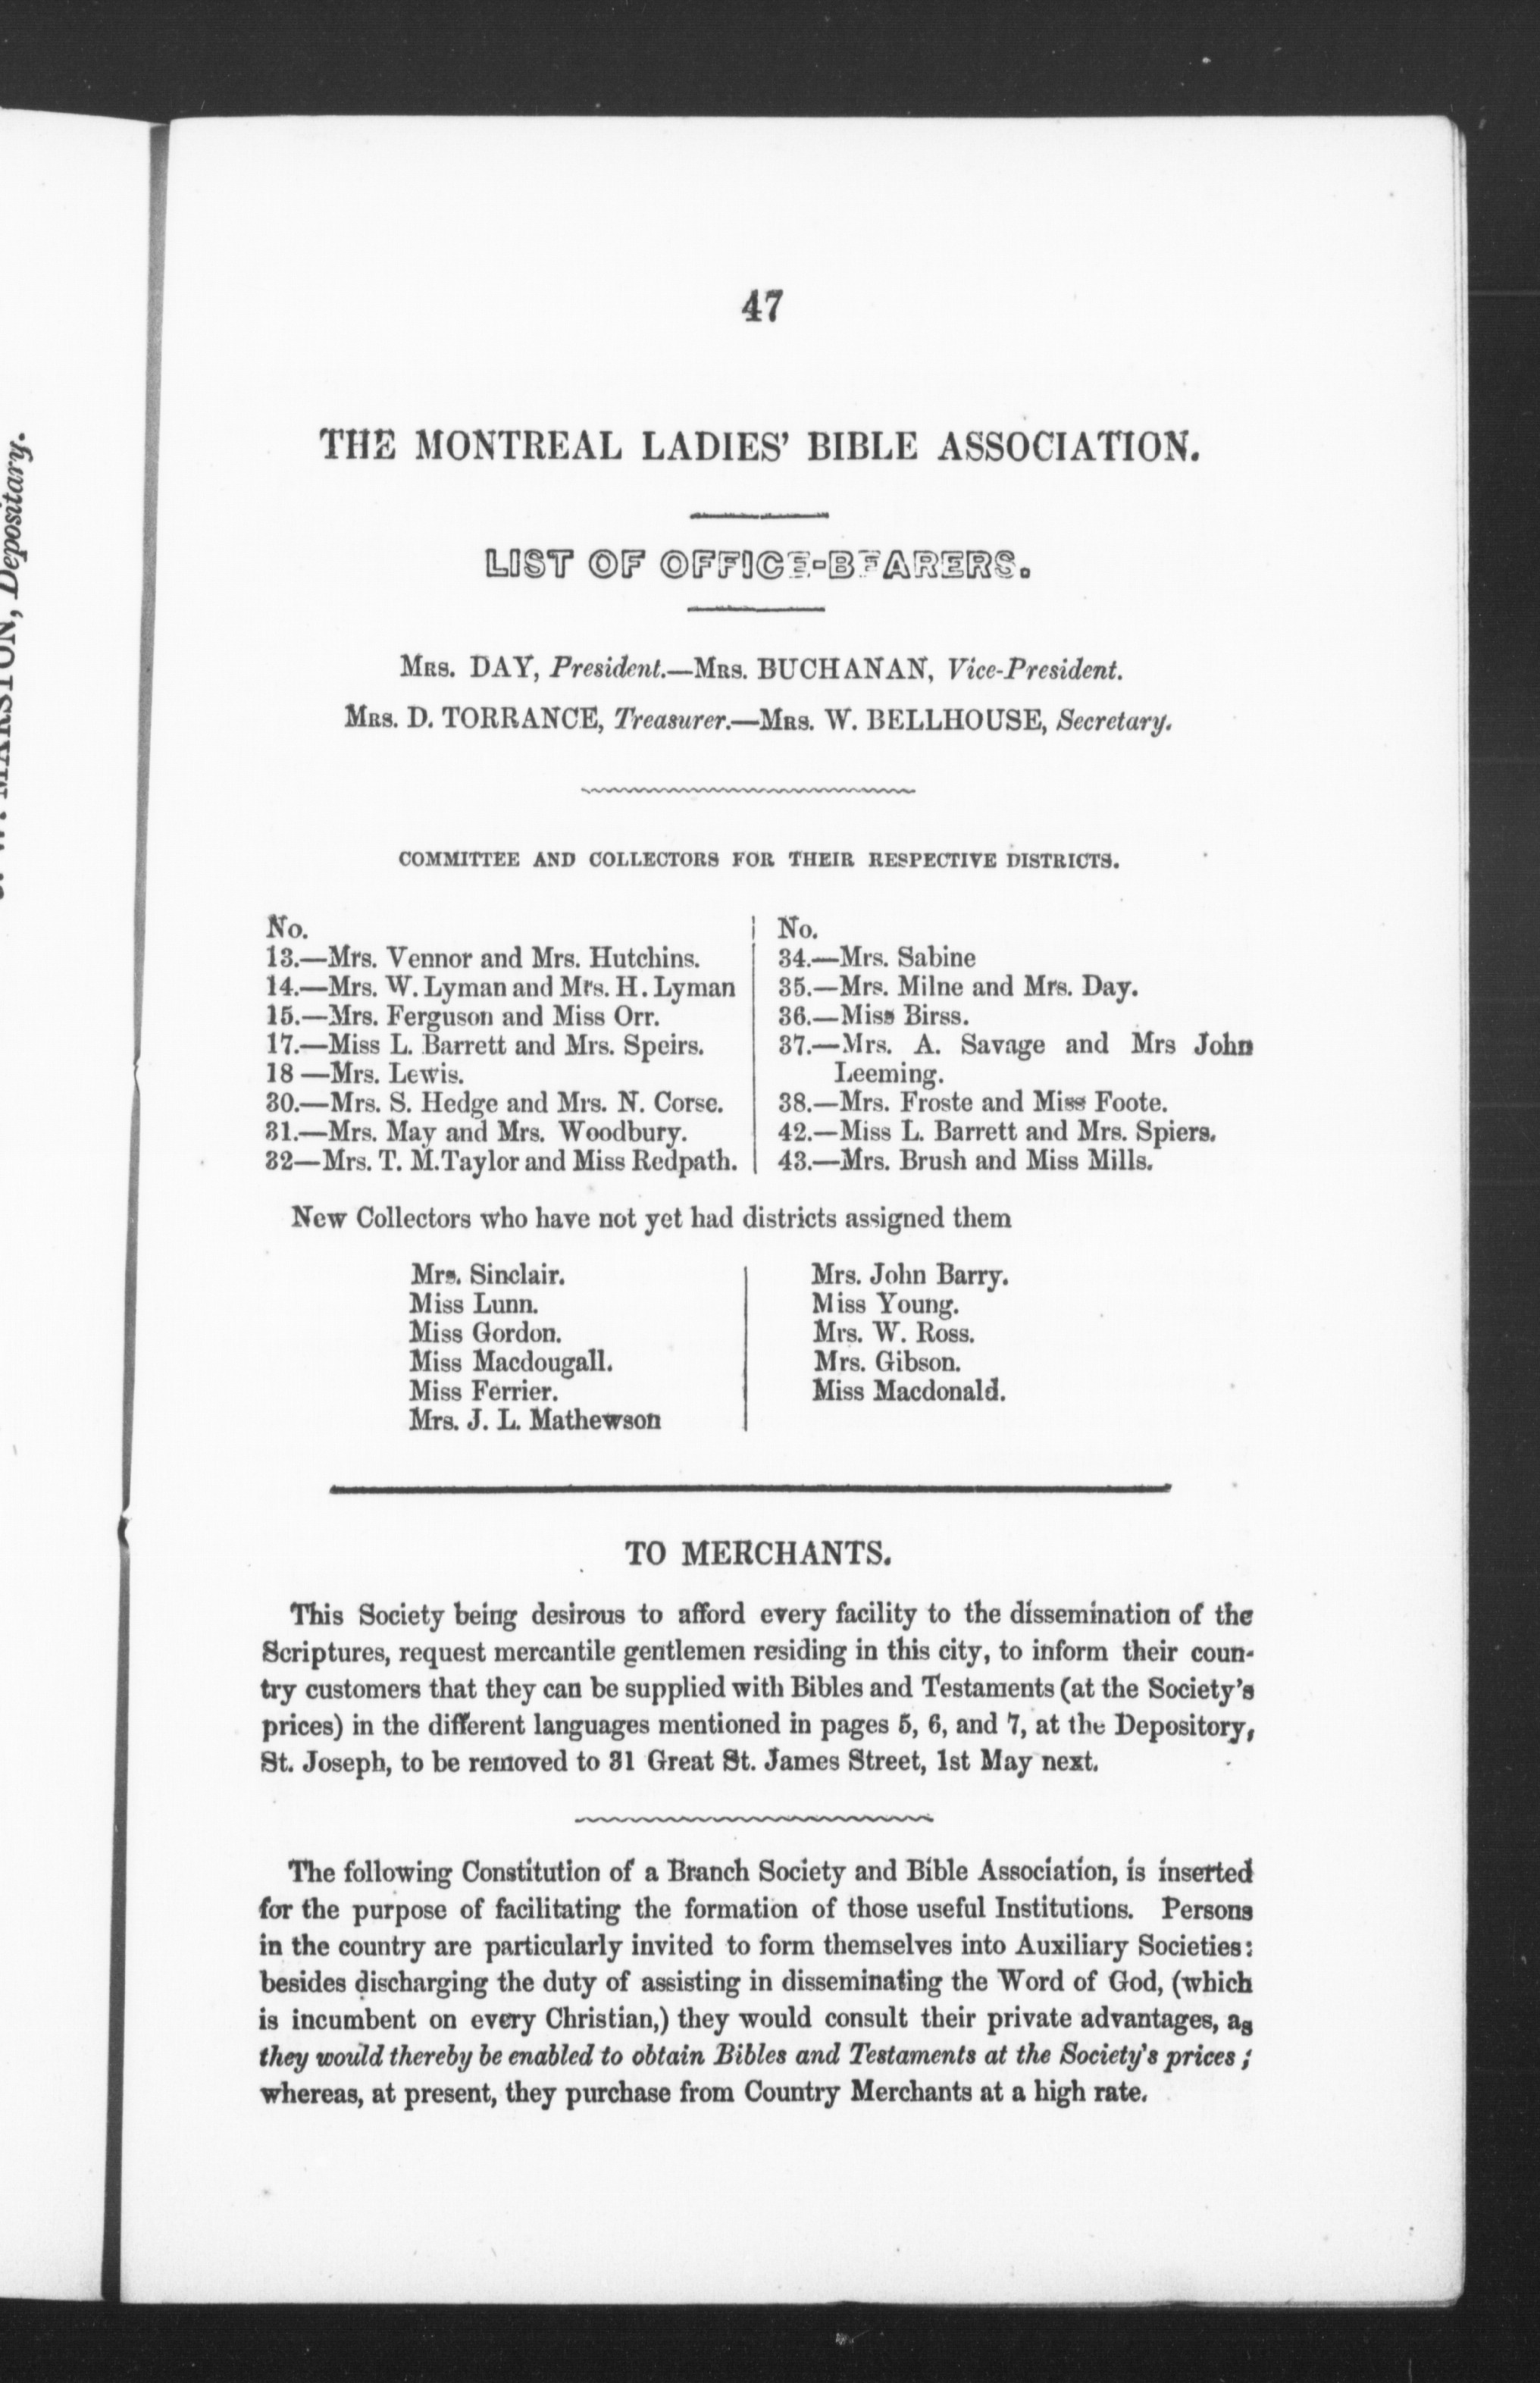 47
THE MONTREAL LADIES' BIBLE ASSOCIATION.
LIST OF OFFICE-BEARERS.
MRS. DAY, President.—MRS. BUCHANAN, Vice-President.
MRS. D. TORRANCE, Treasurer.—MRS. W. BELLHOUSE, Secretary.
COMMITTEE AND COLLECTORS FOR THEIR RESPECTIVE DISTRICTS.
No.
13.—Mrs. Vennor and Mrs. Hutchins.
14.—Mrs. W. Lyman and Mrs. H. Lyman
15.—Mrs. Ferguson and Miss Orr.
17.—Miss L. Barrett and Mrs. Speirs.
18 —Mrs. Lewis.
30.—Mrs. S. Hedge and Mrs. N. Corse.
31.—Mrs. May and Mrs. Woodbury.
32—Mrs. T. M. Taylor and Miss Redpath.
No.
34.—Mrs. Sabine
35.—Mrs. Milne and Mrs. Day.
36.—Miss Birss.
37.—Mrs. A. Savage and Mrs John
Leeming.
38.—Mrs. Froste and Miss Foote.
42.—Miss L. Barrett and Mrs. Spiers.
43.—Mrs. Brush and Miss Mills.
New Collectors who have not yet had districts assigned them
Mrs. Sinclair.
Miss Lunn.
Miss Gordon.
Miss Macdougall.
Miss Ferrier.
Mrs. J. L. Mathewson
Mrs. John Barry.
Miss Young.
Mrs. W. Ross.
Mrs. Gibson.
Miss Macdonald.
TO MERCHANTS.
This Society being desirous to afford every facility to the dissemination of the
Scriptures, request mercantile gentlemen residing in this city, to inform their coun-
try customers that they can be supplied with Bibles and Testaments (at the Society's
prices) in the different languages mentioned in pages 5, 6, and 7, at the Depository,
St. Joseph, to be removed to 31 Great St. James Street, 1st May next.
The following Constitution of a Branch Society and Bible Association, is inserted
for the purpose of facilitating the formation of those useful Institutions. Persons
in the country are particularly invited to form themselves into Auxiliary Societies:
besides discharging the duty of assisting in disseminating the Word of God, (which
is incumbent on every Christian,) they would consult their private advantages, as
they would thereby be enabled to obtain Bibles and Testaments at the Society's prices;
whereas, at present, they purchase from Country Merchants at a high rate.
MARSTON, Depositary.